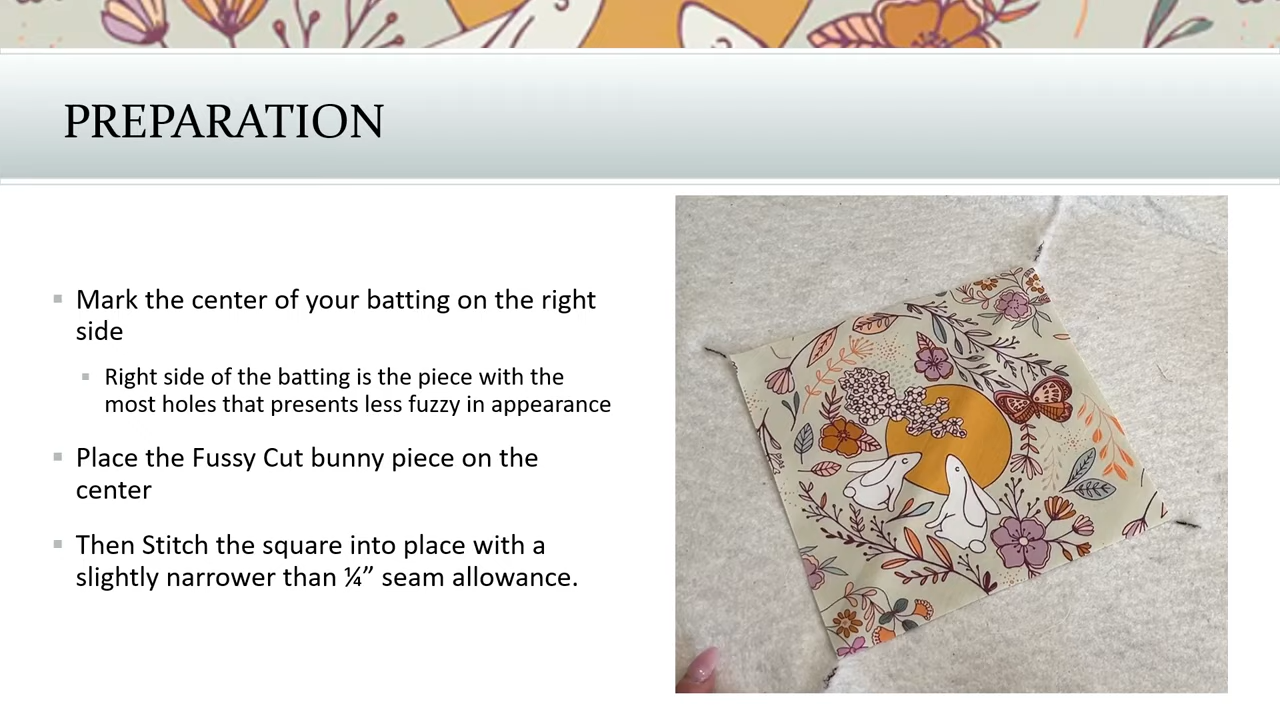 PREPARATION
Mark the center of your batting on the right
side
Right side of the batting is the piece with the
most holes that presents less fuzzy in appearance
Place the Fussy Cut bunny piece on the
center
Then Stitch the square into place with a
slightly narrower than ¼” seam allowance.